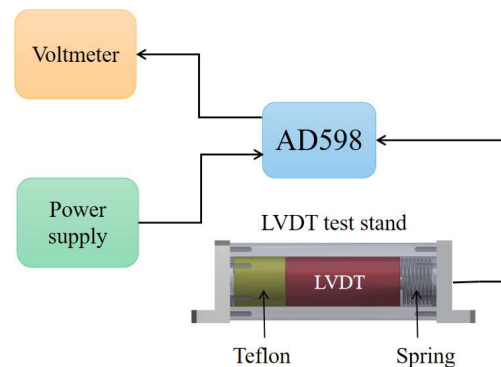 Voltmeter
AD598
Power
supply
LVDT test stand
LVDT
Teflon
Spring